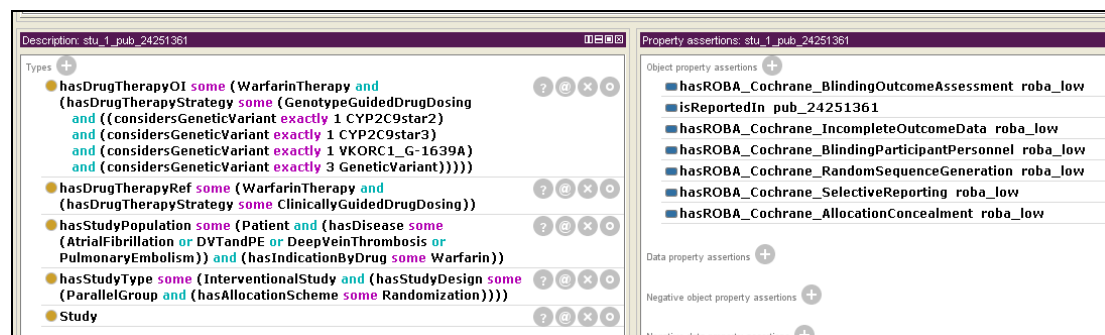 Description: stu_1_pub_24251361
Types
hasDrugTherapyOI some (WarfarinTherapy and
(hasDrugTherapyStrategy some (GenotypeGuidedDrugDosing
and ((considersGeneticVariant exactly 1 CYP2C9star2)
and (considersGeneticVariant exactly 1 CYP2C9star3)
and (considersGeneticVariant exactly 1 VKORC1_G-1639A)
and (considersGeneticVariant exactly 3 GeneticVariant)))))
hasDrugTherapyRef some (WarfarinTherapy and
(hasDrugTherapyStrategy some ClinicallyGuidedDrugDosing))
hasStudyPopulation some (Patient and (hasDisease some
(AtrialFibrillation or DVTandPE or DeepVeinThrombosis or
PulmonaryEmbolism)) and (hasIndicationByDrug some Warfarin))
hasStudyType some (InterventionalStudy and (hasStudyDesign some
(ParallelGroup and (hasAllocationScheme some Randomization))))
Study
Property assertions: stu_1_pub_24251361
Object property assertions
hasROBA_Cochrane_BlindingOutcomeAssessment roba_low
isReportedIn pub_24251361
hasROBA_Cochrane_IncompleteOutcomeData roba_low
hasROBA_Cochrane_BlindingParticipantPersonnel roba_low
hasROBA_Cochrane_RandomSequenceGeneration roba_low
hasROBA_Cochrane_SelectiveReporting roba_low
hasROBA_Cochrane_AllocationConcealment roba_low
Data property assertions
Negative object property assertions